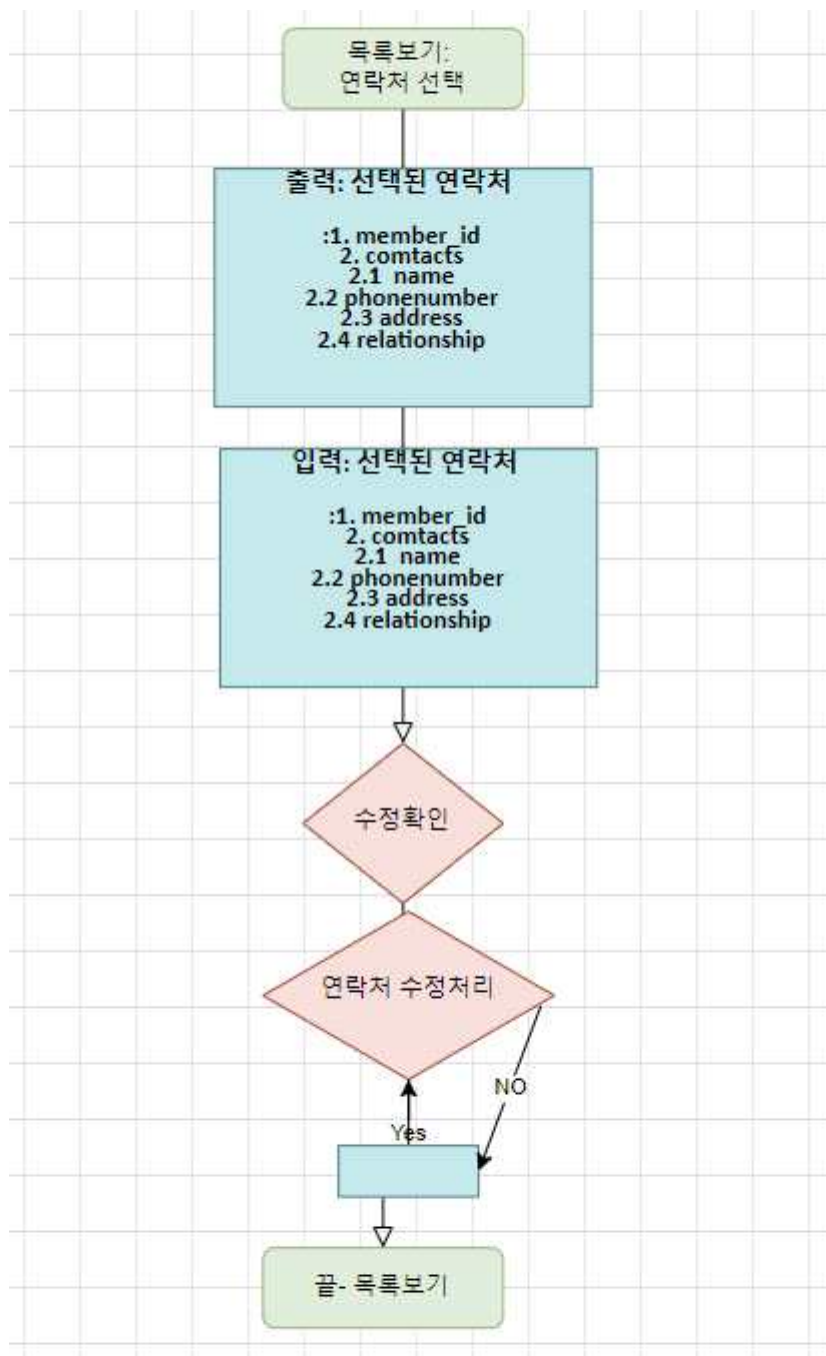 목록보기:
연락처 선택
출력: 선택된 연락처
:1. member_id
2. comtacts
2.1 name
2.2 phonenumber
2.3 address
2.4 relationship
입력: 선택된 연락처
:1. member_id
2. comtacts
2.1 name
2.2 phonenumber
2.3 address
2.4 relationship
수정확인
연락처 수정처리
NO
Yes
끝- 목록보기